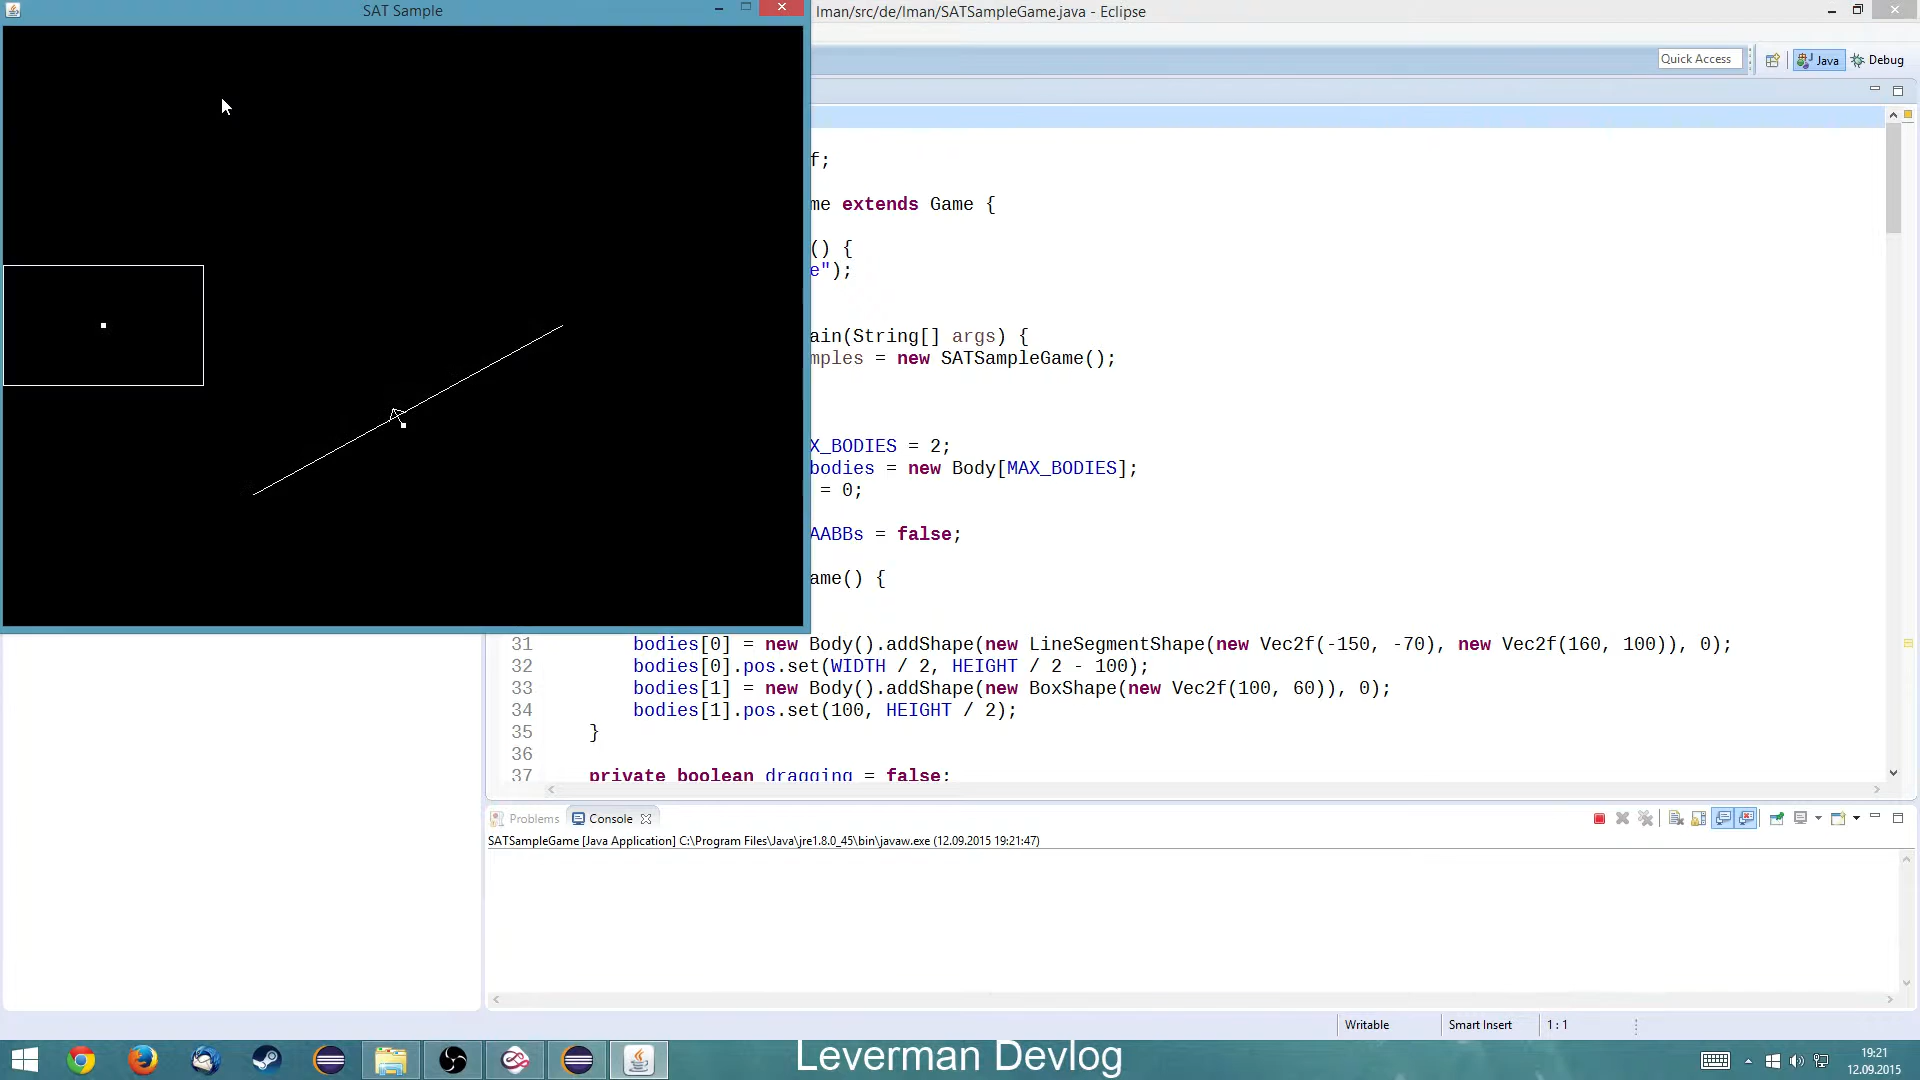 SAT Sample
lman/src/de/lman/SATSampleGame.java - Eclipse
Quick Access
Java
Debug
f;
me extends Game {
() {
e");
ain(String[] args) {
mples = new SATSampleGame();
X_BODIES = 2;
bodies = new Body[MAX_BODIES];
= 0;
AABBs = false;
ame() {
31 bodies[0] = new Body().addShape(new LineSegmentShape(new Vec2f(-150, -70), new Vec2f(160, 100)), 0);
32 bodies[0].pos.set(WIDTH / 2, HEIGHT / 2 - 100);
33 bodies[1] = new Body().addShape(new BoxShape(new Vec2f(100, 60)), 0);
34 bodies[1].pos.set(100, HEIGHT / 2);
35 }
36
37 private boolean dragging = false;
Problems Console
SATSampleGame [Java Application] C:\Program Files\Java\jre1.8.0_45\bin\javaw.exe (12.09.2015 19:21:47)
Writable Smart Insert 1 : 1
Leverman Devlog
19:21
12.09.2015